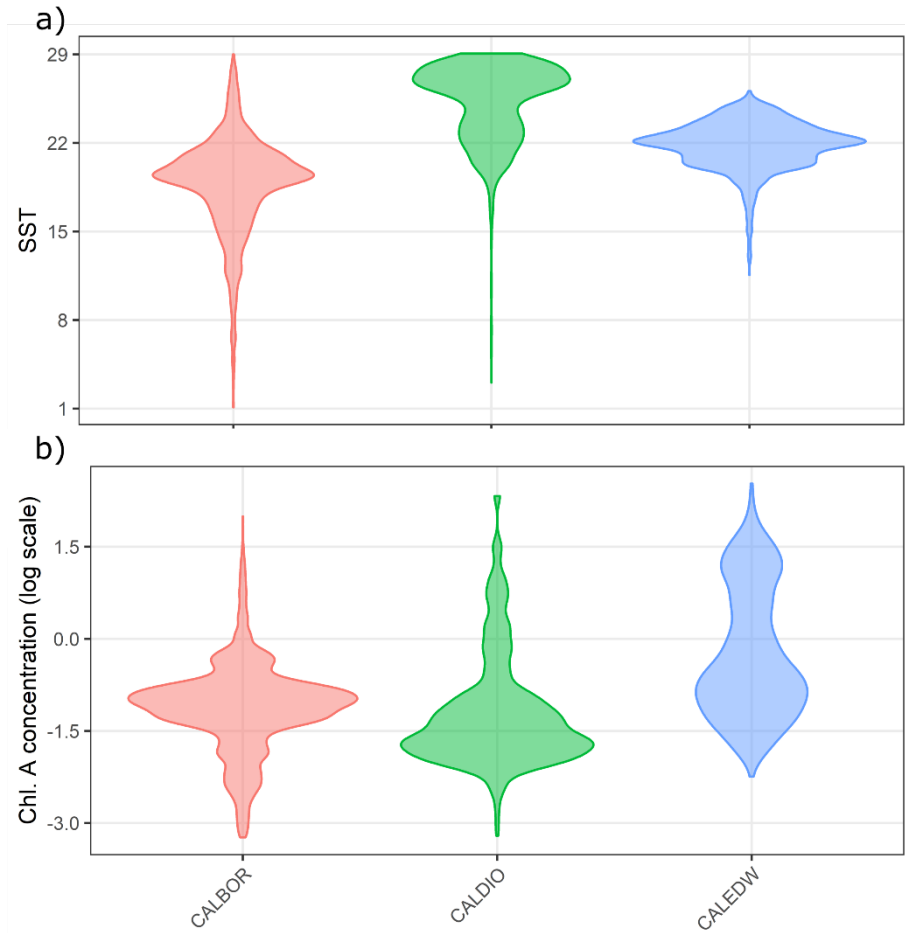 a)
29
22
15
8
1
SST
b)
1.5
0.0
-1.5
-3.0
Chl. A concentration (log scale)
CALBOR
CALDIO
CALEDW